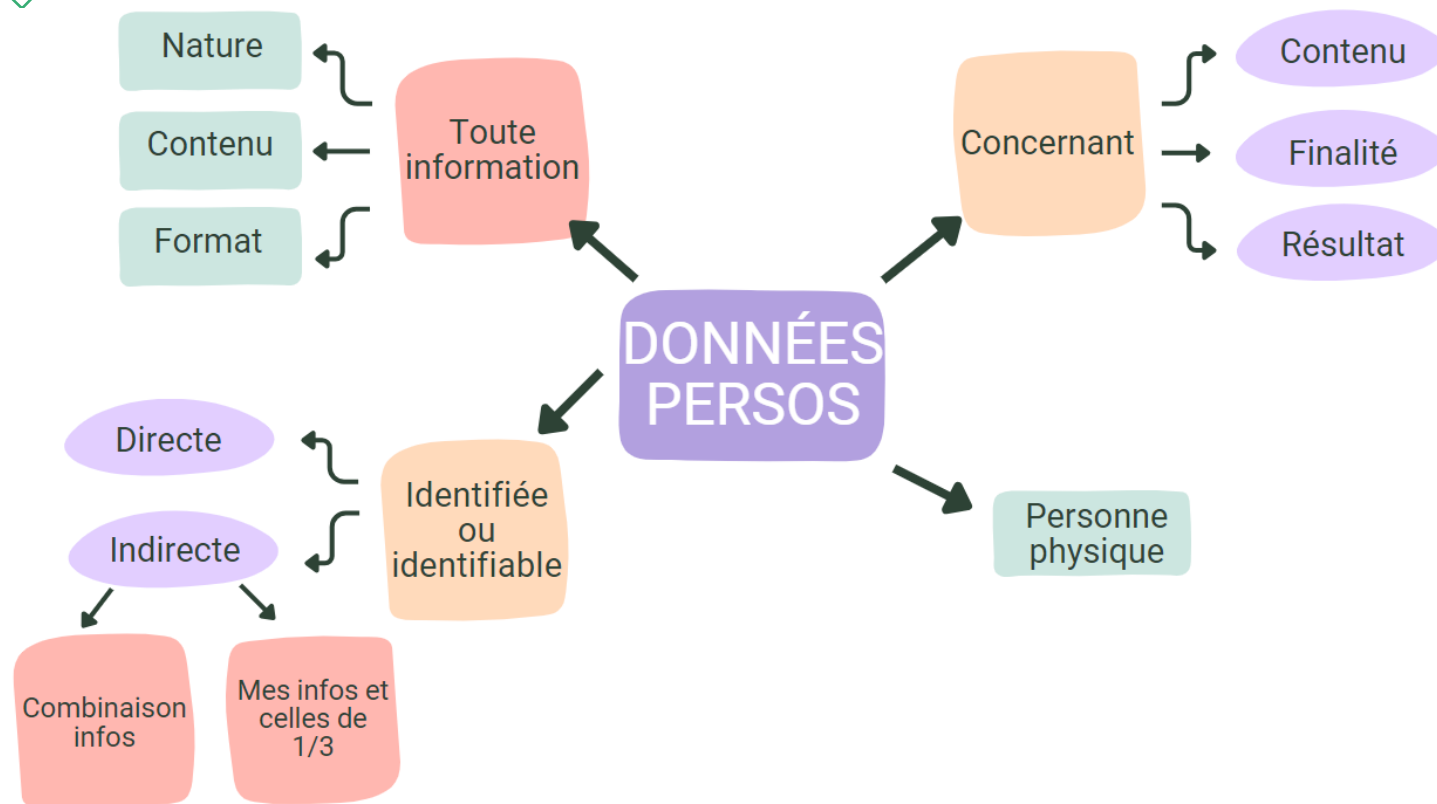 Nature
Contenu
Format
Toute
information
Concernant
Contenu
Finalité
Résultat
DONNÉES
PERSOS
Directe
Indirecte
Identifiée
ou
identifiable
Personne
physique
Combinaison
infos
Mes infos et
celles de
1/3